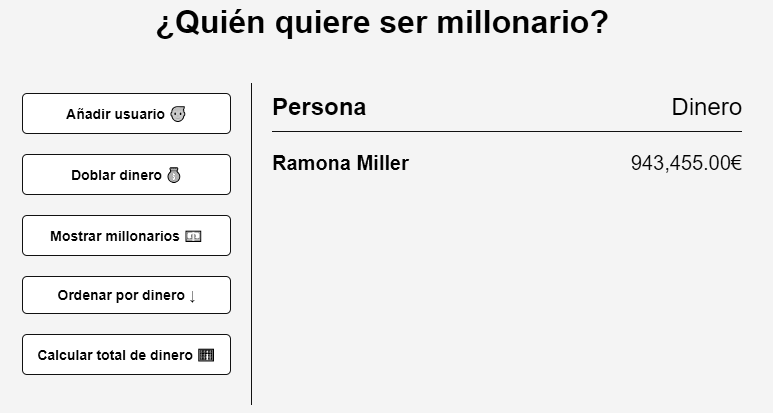 ¿Quién quiere ser millonario?
Añadir usuario
Doblar dinero
Mostrar millonarios
Ordenar por dinero ↓
Calcular total de dinero
Persona Dinero
Ramona Miller 943,455.00€